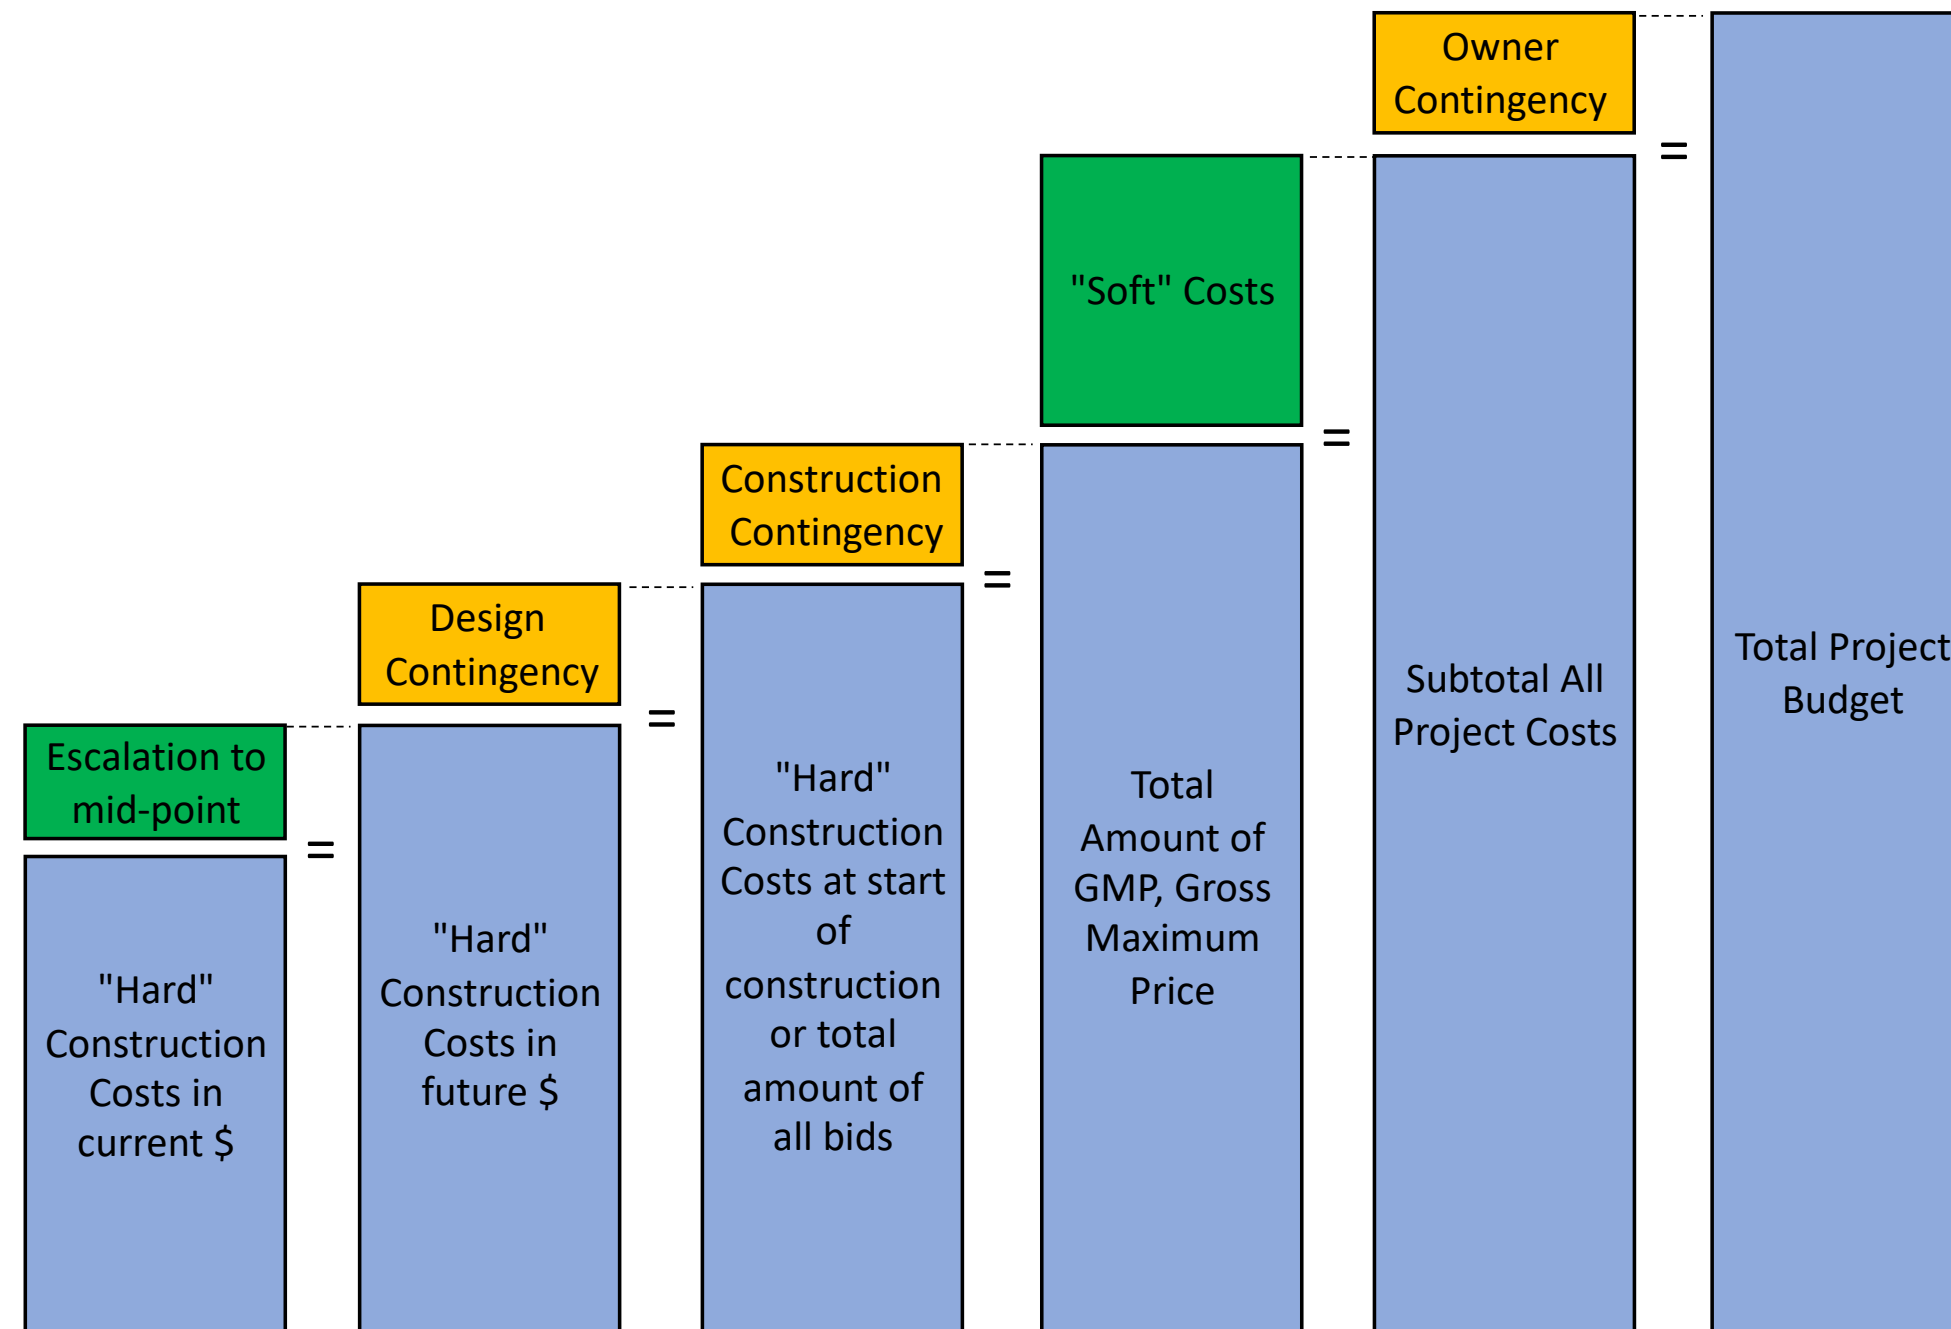 Escalation to
mid-point
"Hard"
Construction
Costs in
current $
=
Design
Contingency
"Hard"
Construction
Costs in
future $
=
Construction
Contingency
"Hard"
Construction
Costs at start
of
construction
or total
amount of
all bids
=
"Soft" Costs
Total
Amount of
GMP, Gross
Maximum
Price
=
Owner
Contingency
Subtotal All
Project Costs
=
Total Project
Budget